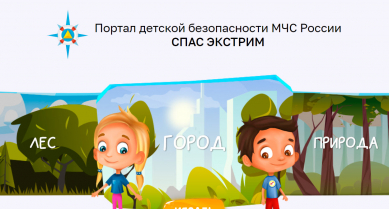 Портал детской безопасности МЧС России
СПАС ЭКСТРИМ
ЛЕС
ГОРОД
ПРИРОДА